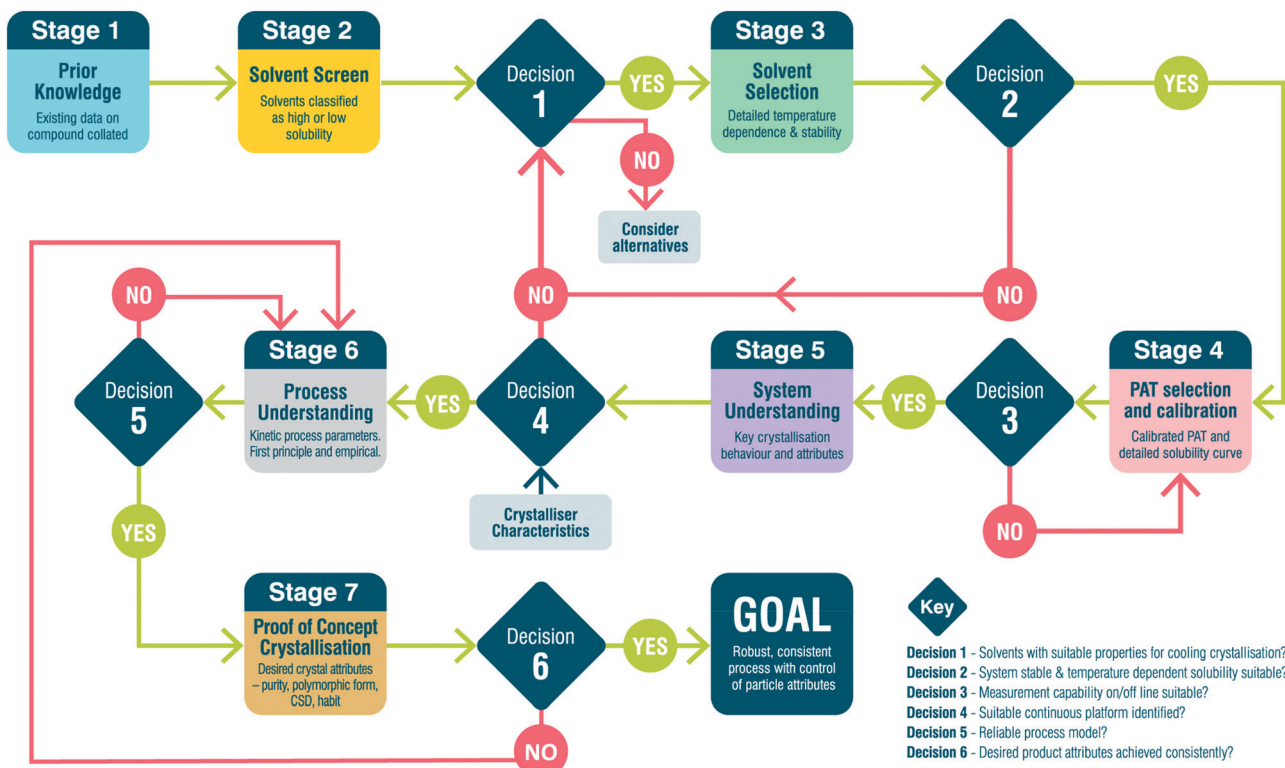 Stage 1
Prior
Knowledge
Existing data on
compound collated
Stage 2
Solvent Screen
Solvents classified
as high or low
solubility
Decision
1
YES
NO
Consider
alternatives
Stage 3
Solvent
Selection
Detailed temperature
dependence & stability
Decision
2
YES
NO
NO
NO
Decision
5
Stage 6
Process
Understanding
Kinetic process parameters.
First principle and empirical.
YES
Decision
4
Crystalliser
Characteristics
Stage 5
System
Understanding
Key crystallisation
behaviour and attributes
YES
Decision
3
NO
Stage 4
PAT selection
and calibration
Calibrated PAT and
detailed solubility curve
YES
Stage 7
Proof of Concept
Crystallisation
Desired crystal attributes
– purity, polymorphic form,
CSD, habit
Decision
6
NO
YES
GOAL
Robust, consistent
process with control
of particle attributes
Key
Decision 1 - Solvents with suitable properties for cooling crystallisation?
Decision 2 - System stable & temperature dependent solubility suitable?
Decision 3 - Measurement capability on/off line suitable?
Decision 4 - Suitable continuous platform identified?
Decision 5 - Reliable process model?
Decision 6 - Desired product attributes achieved consistently?